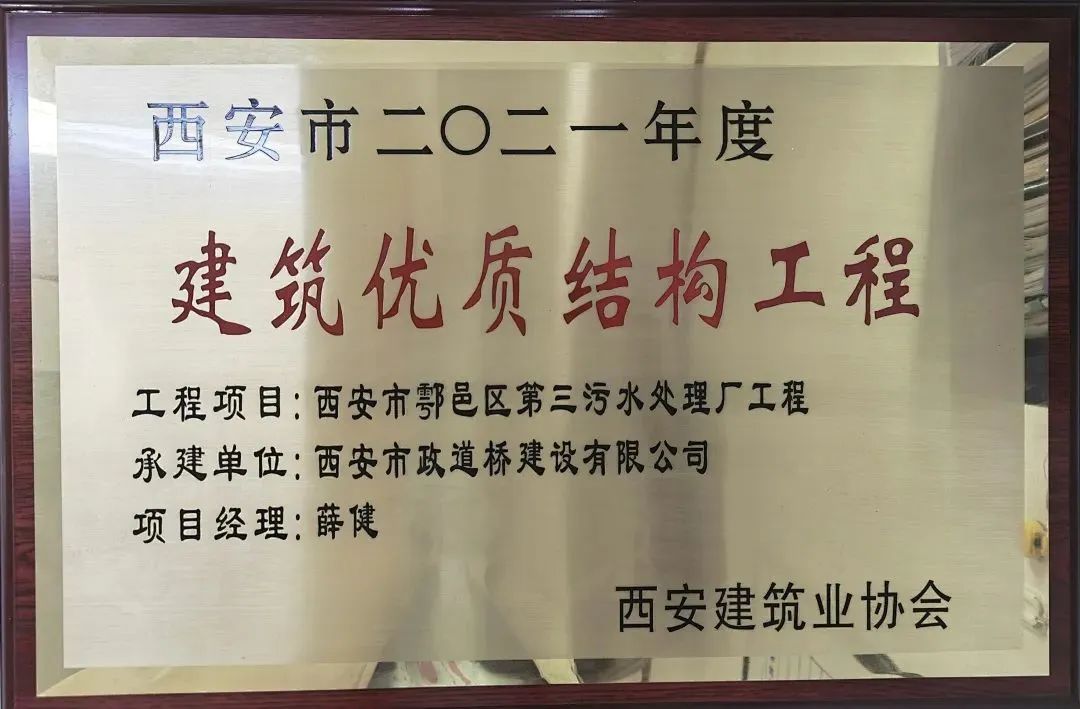 西安市二〇二一年度
建筑优质结构工程
工程项目:西安市鄠邑区第三污水处理厂工程
承建单位:西安市政道桥建设有限公司
项目经理:薛健
西安建筑业协会